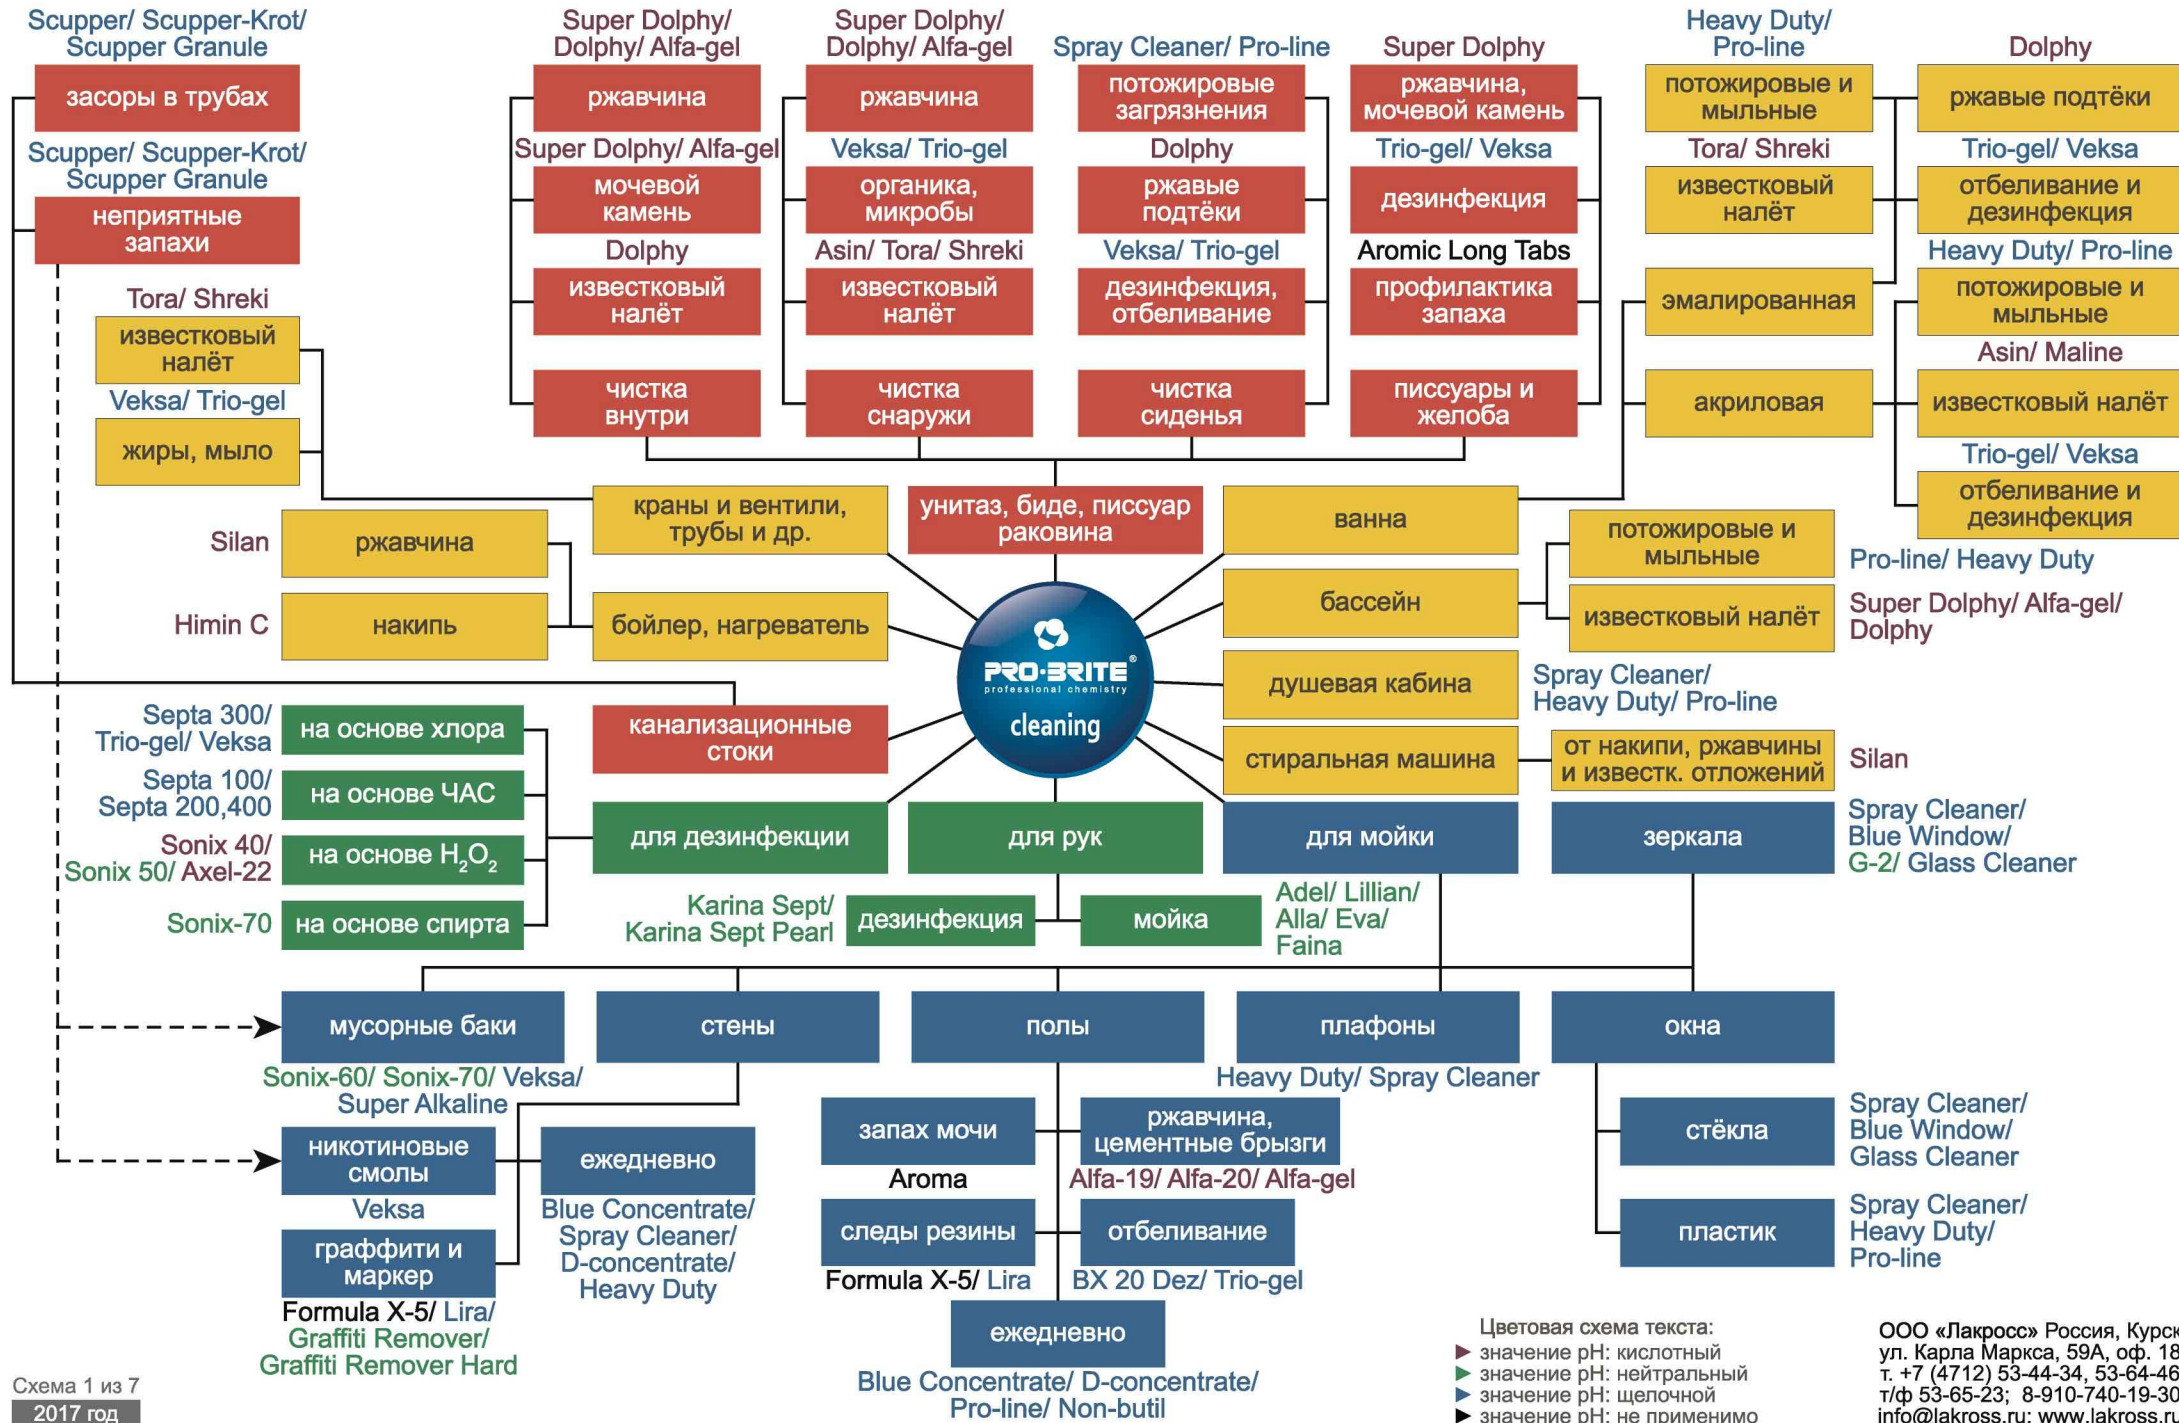 Scupper/ Scupper-Krot/
Scupper Granule
засоры в трубах
Scupper/ Scupper-Krot/
Scupper Granule
неприятные
запахи
Super Dolphy/
Dolphy/ Alfa-gel
ржавчина
Super Dolphy/ Alfa-gel
мочевой
камень
Dolphy
известковый
налёт
чистка
внутри
Super Dolphy/
Dolphy/ Alfa-gel
ржавчина
Veksa/ Trio-gel
органика,
микробы
Asin/ Tora/ Shreki
известковый
налёт
чистка
снаружи
Spray Cleaner/ Pro-line
потожировые
загрязнения
Dolphy
ржавые
подтёки
Veksa/ Trio-gel
дезинфекция,
отбеливание
чистка
сиденья
Super Dolphy
ржавчина,
мочевой камень
Trio-gel/ Veksa
дезинфекция
Aromic Long Tabs
профилактика
запаха
писсуары и
желоба
Heavy Duty/
Pro-line
потожировые и
мыльные
Tora/ Shreki
известковый
налёт
эмалированная
акриловая
Dolphy
ржавые подтёки
Trio-gel/ Veksa
отбеливание и
дезинфекция
Heavy Duty/ Pro-line
потожировые и
мыльные
Asin/ Maline
известковый налёт
Trio-gel/ Veksa
отбеливание и
дезинфекция
Tora/ Shreki
известковый
налёт
Veksa/ Trio-gel
жиры, мыло
краны и вентили,
трубы и др.
унитаз, биде, писсуар
раковина
ванна
Silan
ржавчина
Himin C
накипь
бойлер, нагреватель
бассейн
потожировые и
мыльные
Pro-line/ Heavy Duty
известковый налёт
Super Dolphy/ Alfa-gel/
Dolphy
PRO·BRITE®
professional chemistry
cleaning
душевая кабина
Spray Cleaner/
Heavy Duty/ Pro-line
канализационные
стоки
стиральная машина
от накипи, ржавчины
и известк. отложений
Silan
Septa 300/
Trio-gel/ Veksa
на основе хлора
Septa 100/
Septa 200,400
на основе ЧАС
Sonix 40/
Sonix 50/ Axel-22
на основе H₂O₂
Sonix-70
на основе спирта
для дезинфекции
для рук
для мойки
зеркала
Spray Cleaner/
Blue Window/
G-2/ Glass Cleaner
Karina Sept/
Karina Sept Pearl
дезинфекция
мойка
Adel/ Lillian/
Alla/ Eva/
Faina
мусорные баки
стены
полы
плафоны
окна
Sonix-60/ Sonix-70/ Veksa/
Super Alkaline
Heavy Duty/ Spray Cleaner
никотиновые
смолы
Veksa
граффити и
маркер
Formula X-5/ Lira/
Graffiti Remover/
Graffiti Remover Hard
ежедневно
Blue Concentrate/
Spray Cleaner/
D-concentrate/
Heavy Duty
запах мочи
Aroma
следы резины
Formula X-5/ Lira
ржавчина,
цементные брызги
Alfa-19/ Alfa-20/ Alfa-gel
отбеливание
BX 20 Dez/ Trio-gel
ежедневно
Blue Concentrate/ D-concentrate/
Pro-line/ Non-butil
стёкла
Spray Cleaner/
Blue Window/
Glass Cleaner
пластик
Spray Cleaner/
Heavy Duty/
Pro-line
Схема 1 из 7
2017 год
Цветовая схема текста:
значение pH: кислотный
значение pH: нейтральный
значение pH: щелочной
значение pH: не применимо
ООО «Лакросс» Россия, Курск
ул. Карла Маркса, 59А, оф. 18
т. +7 (4712) 53-44-34, 53-64-46
т/ф 53-65-23; 8-910-740-19-30
info@lakross.ru; www.lakross.ru